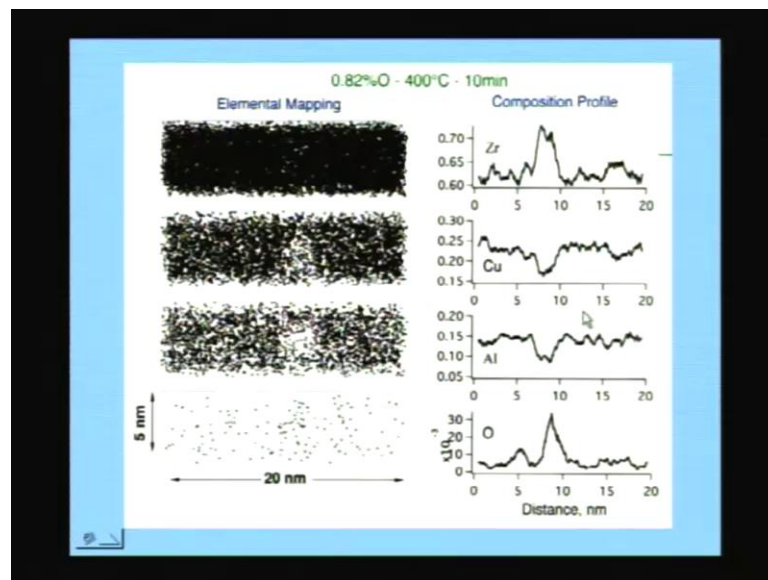 0.82%O - 400°C - 10min
Elemental Mapping
Composition Profile
Zr
0.70
0.65
0.60
0 5 10 15 20
Cu
0.30
0.25
0.20
0.15
0 5 10 15 20
Al
0.20
0.15
0.10
0.05
0 5 10 15 20
O
x10⁻³
30
20
10
0
0 5 10 15 20
Distance, nm
5 nm
20 nm